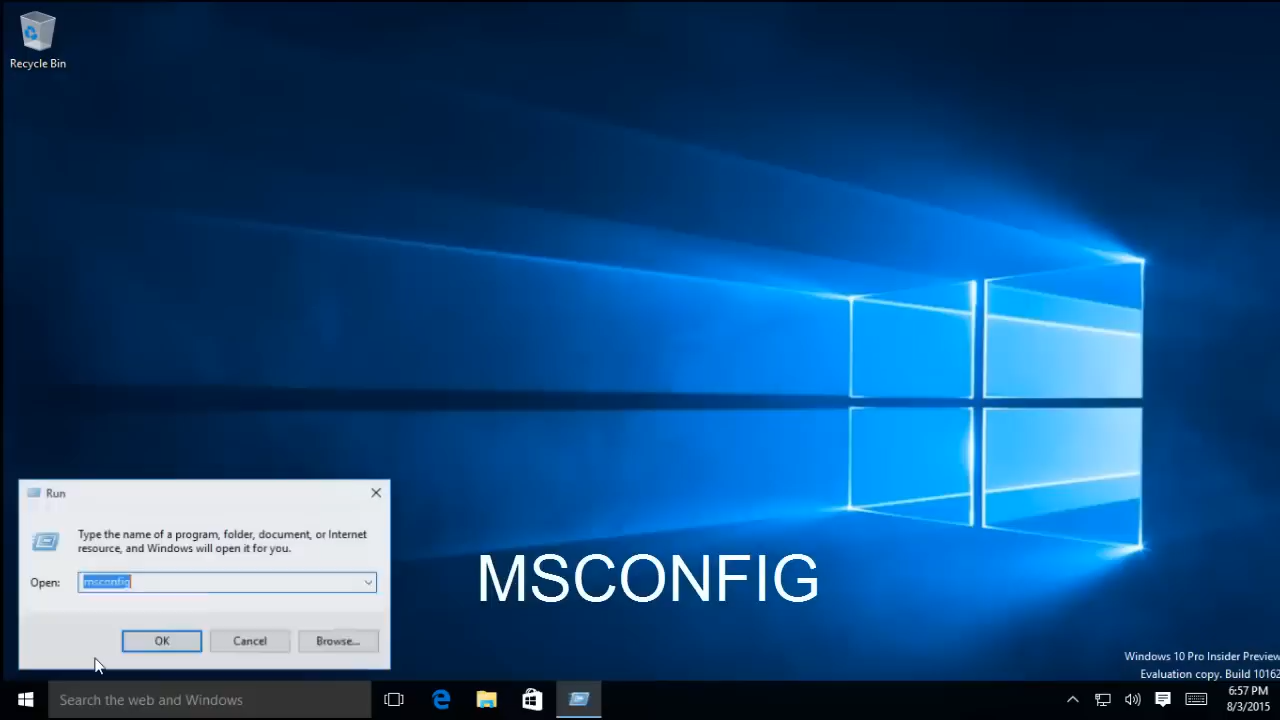 Recycle Bin
Run
Type the name of a program, folder, document, or Internet
resource, and Windows will open it for you.
Open: msconfig
OK Cancel Browse...
MSCONFIG
Windows 10 Pro Insider Preview
Evaluation copy. Build 10162
Search the web and Windows
6:57 PM
8/3/2015